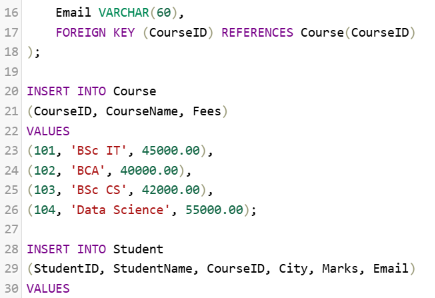 16 Email VARCHAR(60),
17 FOREIGN KEY (CourseID) REFERENCES Course(CourseID)
18 );
19
20 INSERT INTO Course
21 (CourseID, CourseName, Fees)
22 VALUES
23 (101, 'BSc IT', 45000.00),
24 (102, 'BCA', 40000.00),
25 (103, 'BSc CS', 42000.00),
26 (104, 'Data Science', 55000.00);
27
28 INSERT INTO Student
29 (StudentID, StudentName, CourseID, City, Marks, Email)
30 VALUES